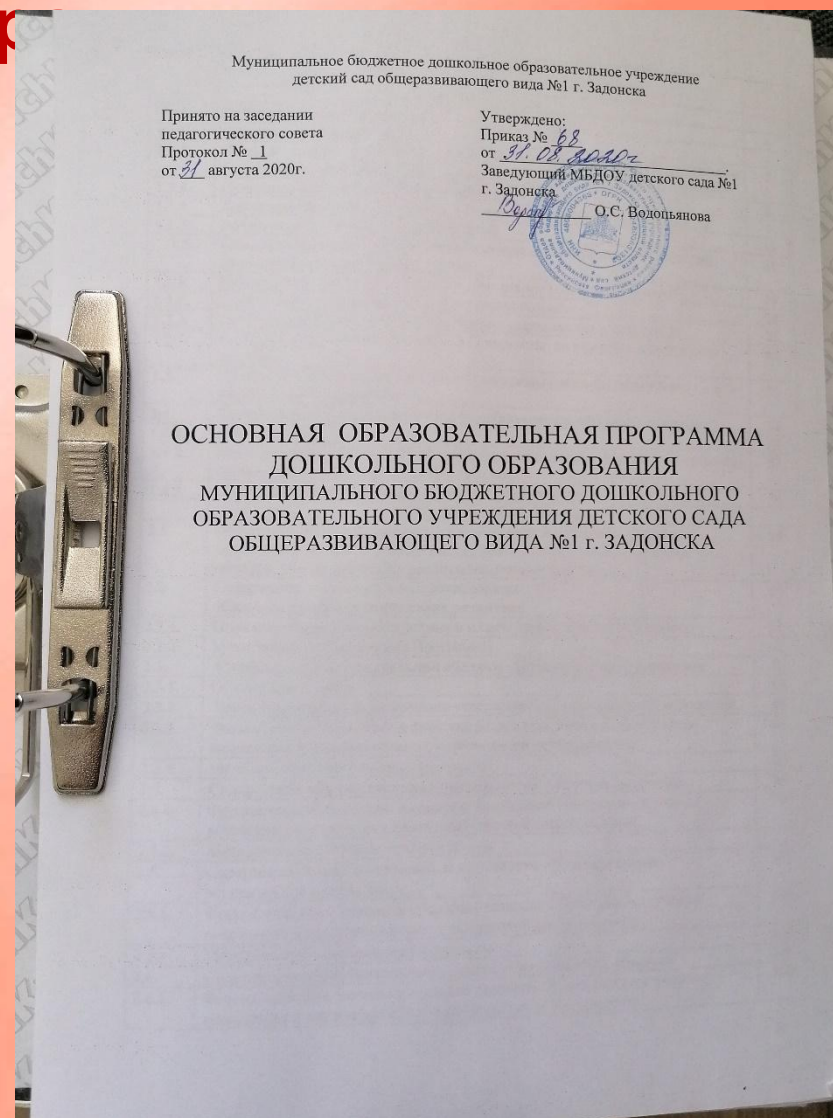 Муниципальное бюджетное дошкольное образовательное учреждение
детский сад общеразвивающего вида №1 г. Задонска
Принято на заседании
педагогического совета
Протокол № 1
от 31 августа 2020г.
Утверждено:
Приказ № 68
от 31.08.2020г.
Заведующий МБДОУ детского сада №1
г. Задонска
О.С. Водопьянова
ОСНОВНАЯ ОБРАЗОВАТЕЛЬНАЯ ПРОГРАММА
ДОШКОЛЬНОГО ОБРАЗОВАНИЯ
МУНИЦИПАЛЬНОГО БЮДЖЕТНОГО ДОШКОЛЬНОГО
ОБРАЗОВАТЕЛЬНОГО УЧРЕЖДЕНИЯ ДЕТСКОГО САДА
ОБЩЕРАЗВИВАЮЩЕГО ВИДА №1 г. ЗАДОНСКА